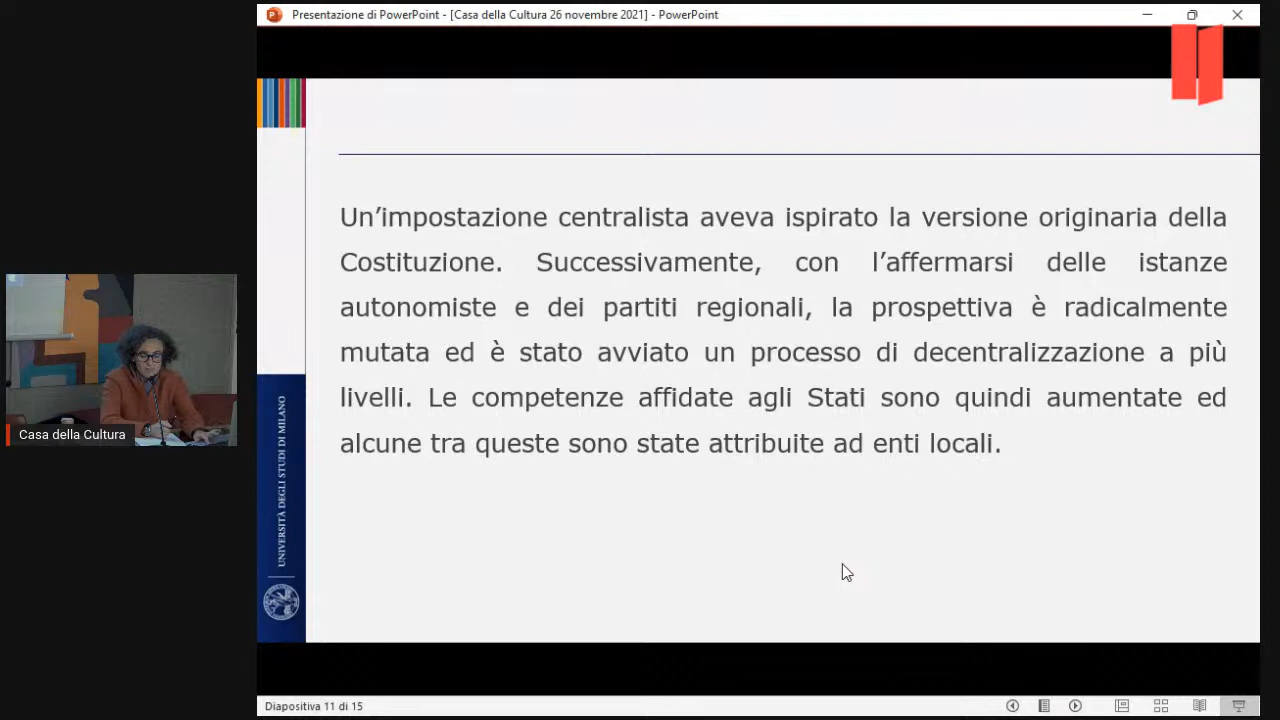 Presentazione di PowerPoint - [Casa della Cultura 26 novembre 2021] - PowerPoint
Un’impostazione centralista aveva ispirato la versione originaria della
Costituzione. Successivamente, con l’affermarsi delle istanze
autonomiste e dei partiti regionali, la prospettiva è radicalmente
mutata ed è stato avviato un processo di decentralizzazione a più
livelli. Le competenze affidate agli Stati sono quindi aumentate ed
alcune tra queste sono state attribuite ad enti locali.
UNIVERSITÀ DEGLI STUDI DI MILANO
Casa della Cultura
Diapositiva 11 di 15